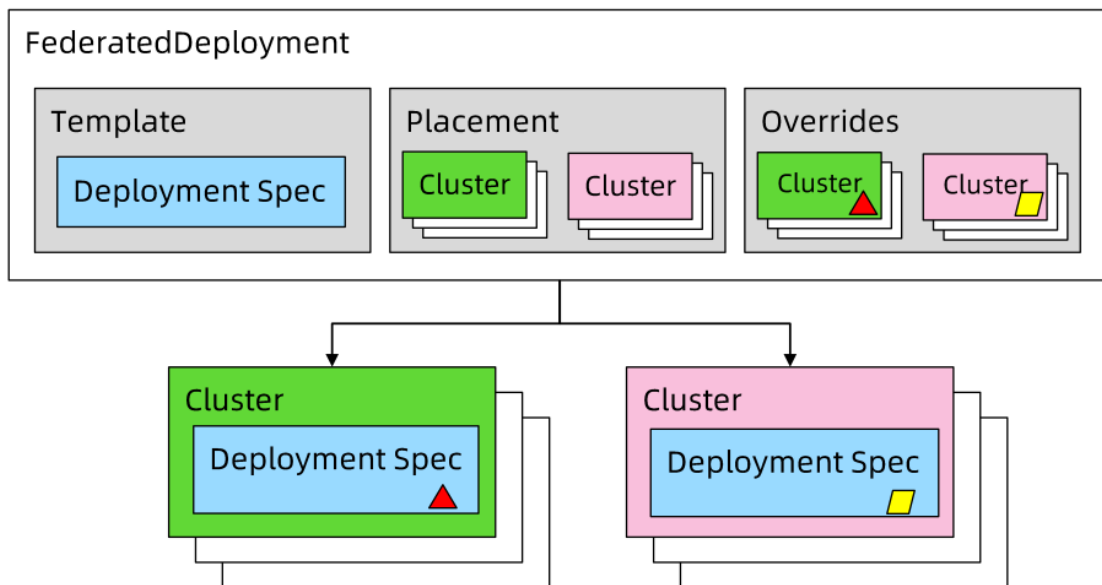 FederatedDeployment
Template
Deployment Spec
Placement
Cluster
Cluster
Overrides
Cluster
Cluster
Cluster
Deployment Spec
Cluster
Deployment Spec